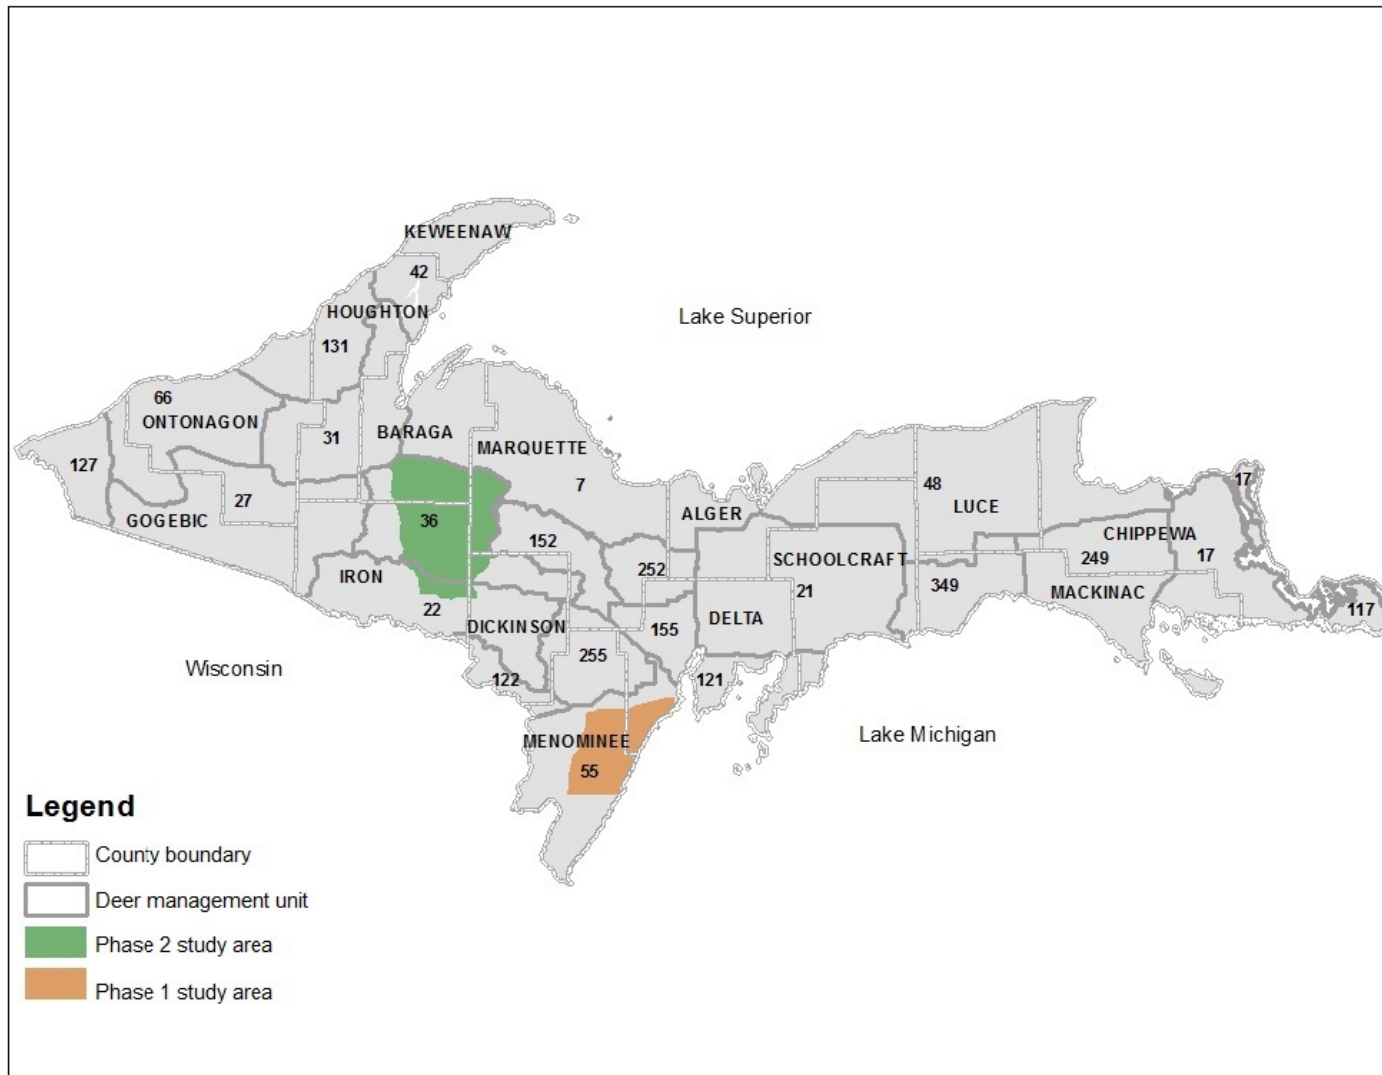 KEWEENAW
42
HOUGHTON
Lake Superior
131
66
ONTONAGON
31
BARAGA
MARQUETTE
127
27
7
48
17
GOGEBIC
36
ALGER
LUCE
152
CHIPPEWA
SCHOOLCRAFT
249
17
IRON
252
349
MACKINAC
22
21
117
DICKINSON
155
DELTA
Wisconsin
255
122
121
MENOMINEE
Lake Michigan
55
Legend
County boundary
Deer management unit
Phase 2 study area
Phase 1 study area